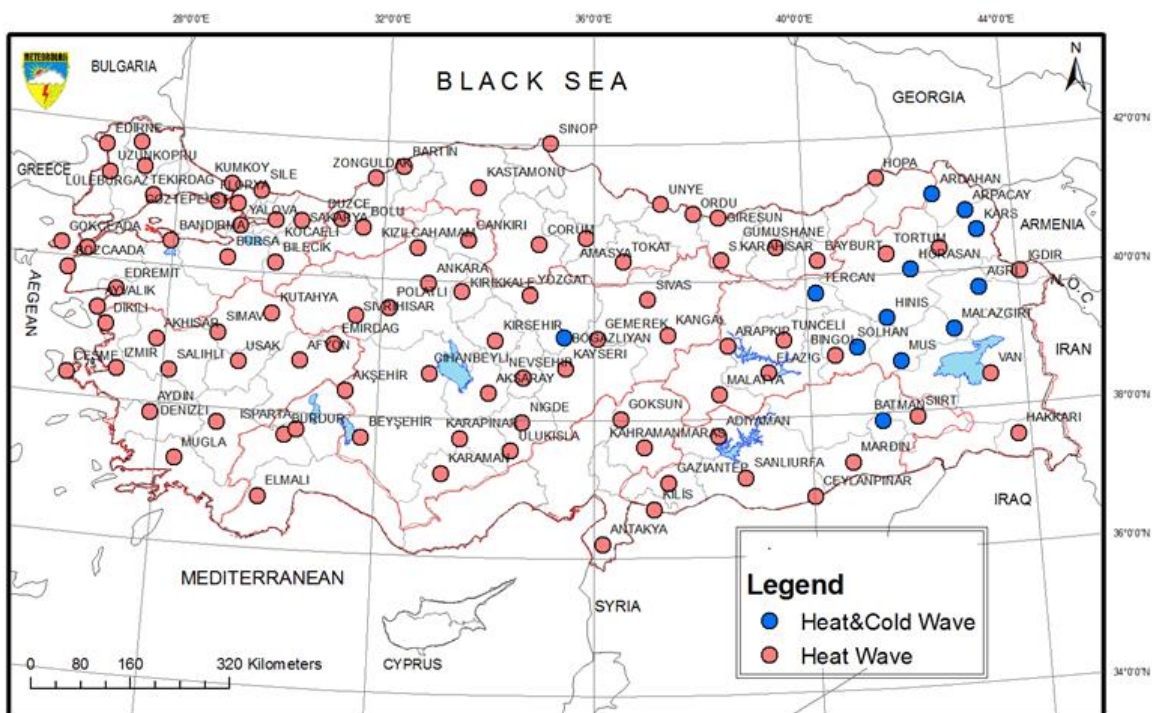 28°0'0"E 32°0'0"E 36°0'0"E 40°0'0"E 44°0'0"E
METEOROLOJİ
BULGARIA
BLACK SEA
N
GEORGIA
42°0'0"N
EDIRNE
SINOP
UZUNKOPRU
ZONGULDAK
BARTIN
GREECE
LÜLEBURGAZ
TEKIRDAG
KUMKOY
SILE
KASTAMONU
HOPA
ARDAHAN
FLORYA
GOZTEPE
ARPACAY
UNYE
ORDU
GIRESUN
KARS
ARMENIA
GOKCEADA
BANDIRMA
YALOVA
SAKARYA
DUZCE
BOLU
KOCAELI
KIZILCAHAMAM
CANKIRI
CORUM
AMASYA
TOKAT
S.KARAHISAR
GUMUSHANE
BAYBURT
TORTUM
HORASAN
IGDIR
BOZCAADA
BURSA
BILECIK
40°0'0"N
EDREMIT
ANKARA
KIRIKKALE
YOZGAT
TERCAN
AGRI
N.O.C.
AEGEAN
AYVALIK
DIKILI
KUTAHYA
SIVRIHISAR
POLATLI
SIVAS
HINIS
MALAZGIRT
AKHISAR
SIMAV
EMIRDAG
KIRSEHIR
BOGAZLIYAN
GEMEREK
KANGAL
ARAPKIR
TUNCELI
BINGOL
SOLHAN
MUS
IRAN
CESME
IZMIR
SALIHLI
USAK
AFYON
CIHANBEYLI
NEVSEHIR
KAYSERI
ELAZIG
VAN
AKŞEHİR
AKSARAY
MALATYA
38°0'0"N
AYDIN
DENIZLI
ISPARTA
BURDUR
BEYŞEHİR
KARAPINAR
NIGDE
GOKSUN
ADIYAMAN
BATMAN
SIIRT
HAKKARI
MUGLA
ULUKISLA
KAHRAMANMARAS
MARDIN
KARAMAN
GAZIANTEP
SANLIURFA
CEYLANPINAR
ELMALI
KILIS
IRAQ
ANTAKYA
36°0'0"N
MEDITERRANEAN
SYRIA
CYPRUS
Legend
Heat&Cold Wave
Heat Wave
0 80 160 320 Kilometers
34°0'0"N